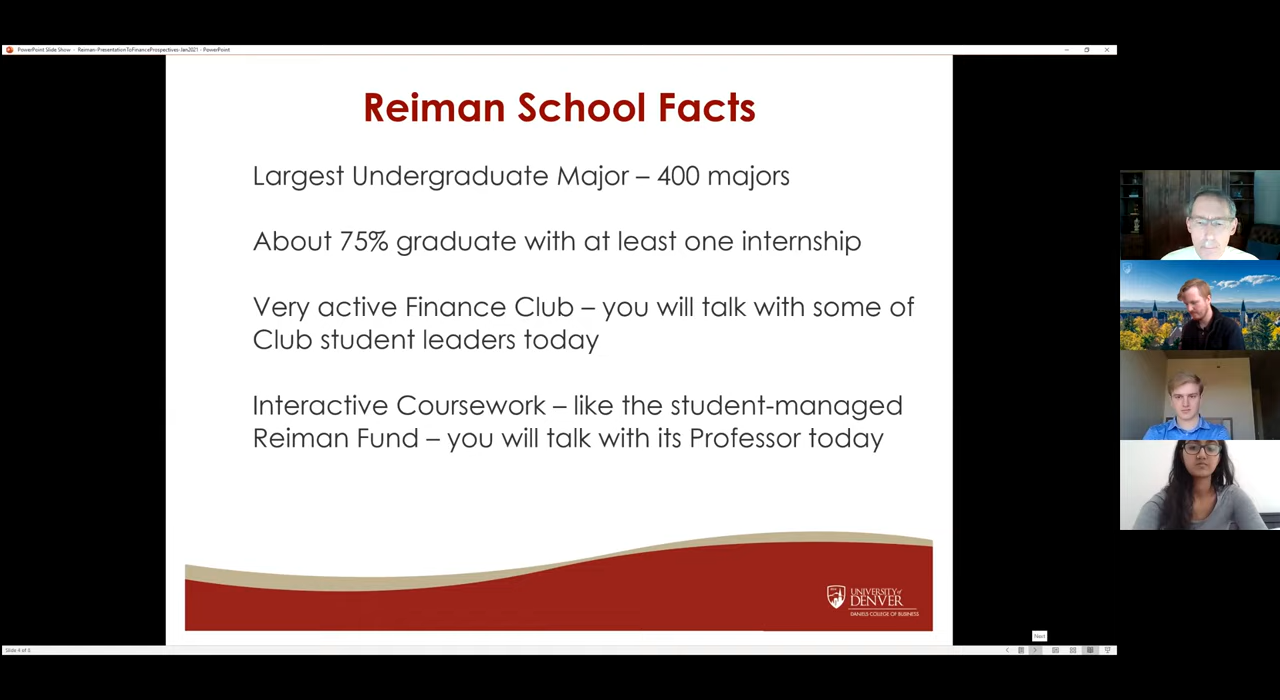 PowerPoint Slide Show - Reiman-PresentationToFinanceProspectives-Jan2021 - PowerPoint
Reiman School Facts
Largest Undergraduate Major – 400 majors
About 75% graduate with at least one internship
Very active Finance Club – you will talk with some of
Club student leaders today
Interactive Coursework – like the student-managed
Reiman Fund – you will talk with its Professor today
UNIVERSITY of
DENVER
DANIELS COLLEGE OF BUSINESS
Next
Slide 4 of 8